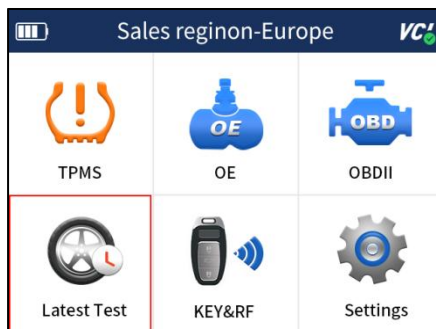 Sales reginon-Europe
VCI
TPMS
OE
OE
OBD
OBDII
Latest Test
KEY&RF
Settings